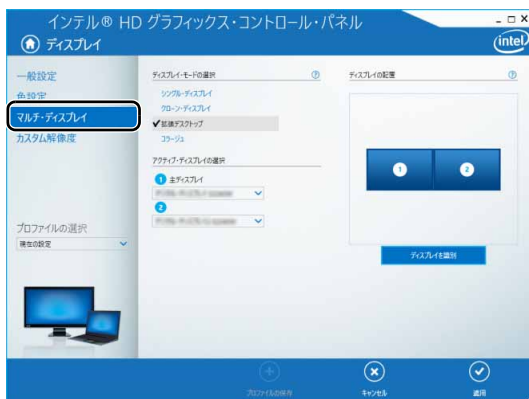 インテル® HD グラフィックス・コントロール・パネル
ディスプレイ
intel
一般設定
色設定
マルチ・ディスプレイ
カスタム解像度
プロファイルの選択
現在の設定
ディスプレイ・モードの選択
?
シングル・ディスプレイ
クローン・ディスプレイ
✔拡張デスクトップ
コラージュ
アクティブ・ディスプレイの選択
1 主ディスプレイ
2
ディスプレイの配置
?
1 2
ディスプレイを識別
プロファイルの保存
キャンセル
適用